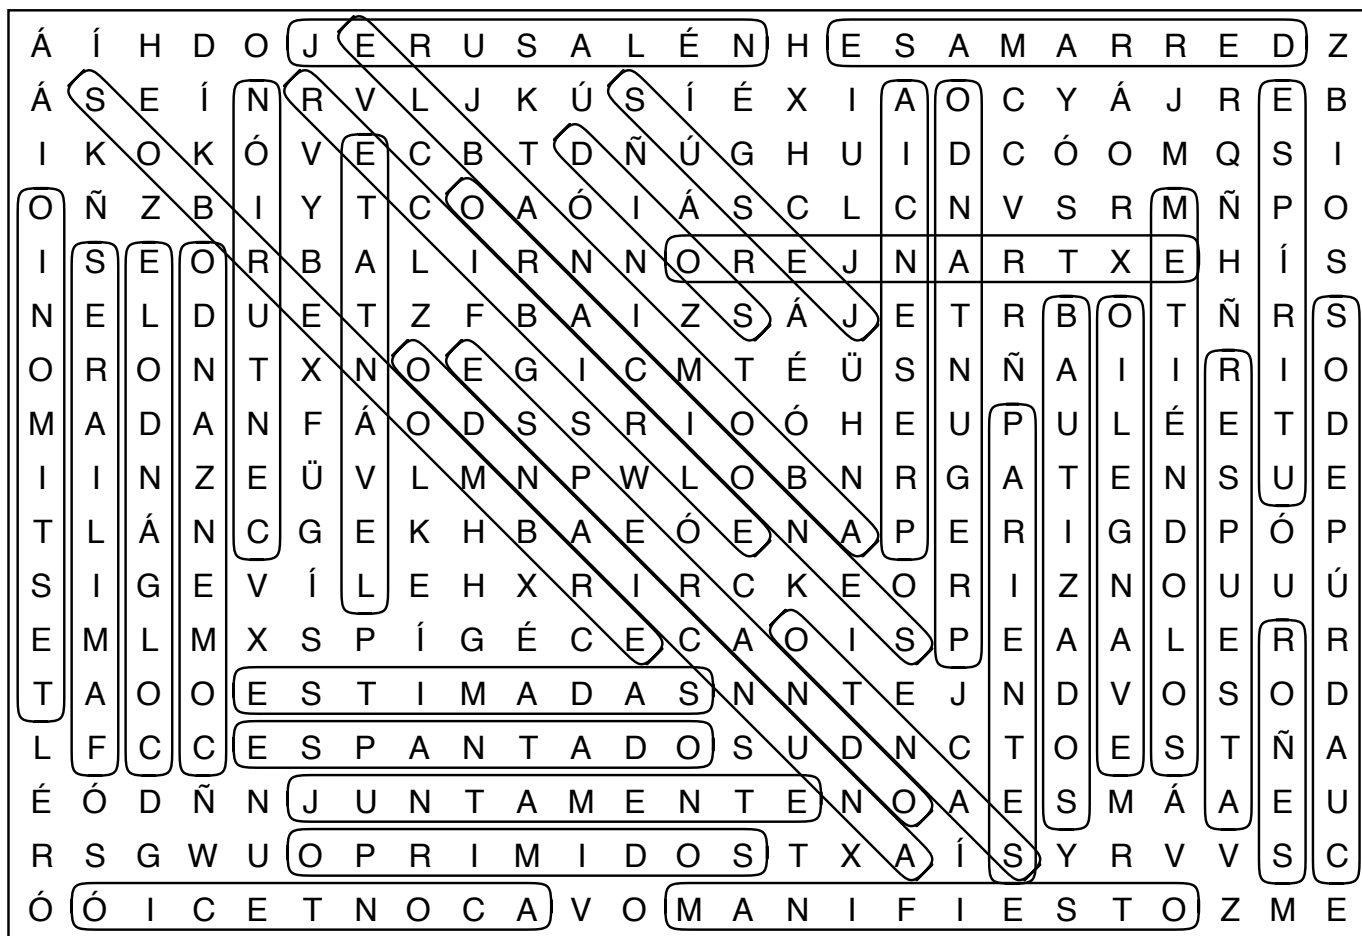 Á Í H D O J E R U S A L É N H E S A M A R R E D Z
Á S E Í N R V L J K Ú S Í É X I A O C Y Á J R E B
I K O K Ó V E C B T D Ñ Ú G H U I D C Ó O M Q S I
O Ñ Z B I Y T C O A Ó I Á S C L C N V S R M Ñ P O
I S E O R B A L I R N N O R E J N A R T X E H Í S
N E L D U E T Z F B A I Z S Á J E T R B O T Ñ R S
O R O N T X N O E G I C M T É Ü S N Ñ A I I R I O
M A D A N F Á O D S S R I O Ó H E U P U L É E T D
I I N Z E Ü V L M N P W L O B N R G A T E N S U E
T L Á N C G E K H B A E Ó E N A P E R I G D P Ó P
S I G E V Í L E H X R I R C K E O R I Z N O U U Ú
E M L M X S P Í G É C E C A O I S P E A A L E R R
T A O O E S T I M A D A S N N T E J N D V O S O D
L F C C E S P A N T A D O S U D N C T O E S T Ñ A
É Ó D Ñ N J U N T A M E N T E N O A E S M Á A E U
R S G W U O P R I M I D O S T X A Í S Y R V V S C
Ó Ó I C E T N O C A V O M A N I F I E S T O Z M E